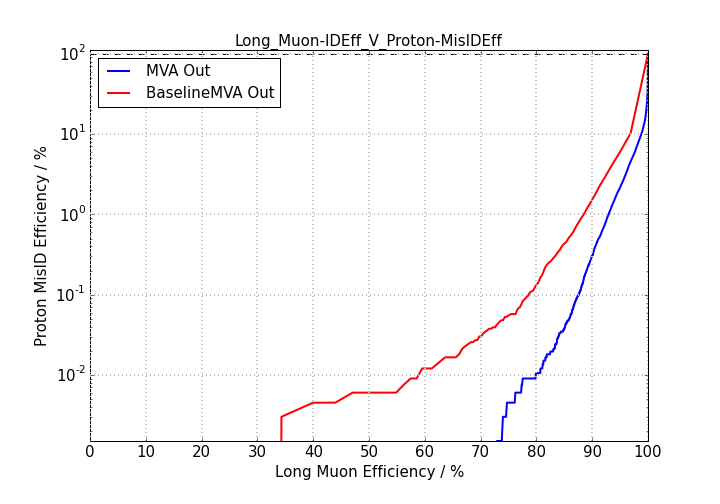 Long_Muon-IDEff_V_Proton-MisIDEff
MVA Out
BaselineMVA Out
10²
10¹
10⁰
10⁻¹
10⁻²
Proton MisID Efficiency / %
0 10 20 30 40 50 60 70 80 90 100
Long Muon Efficiency / %